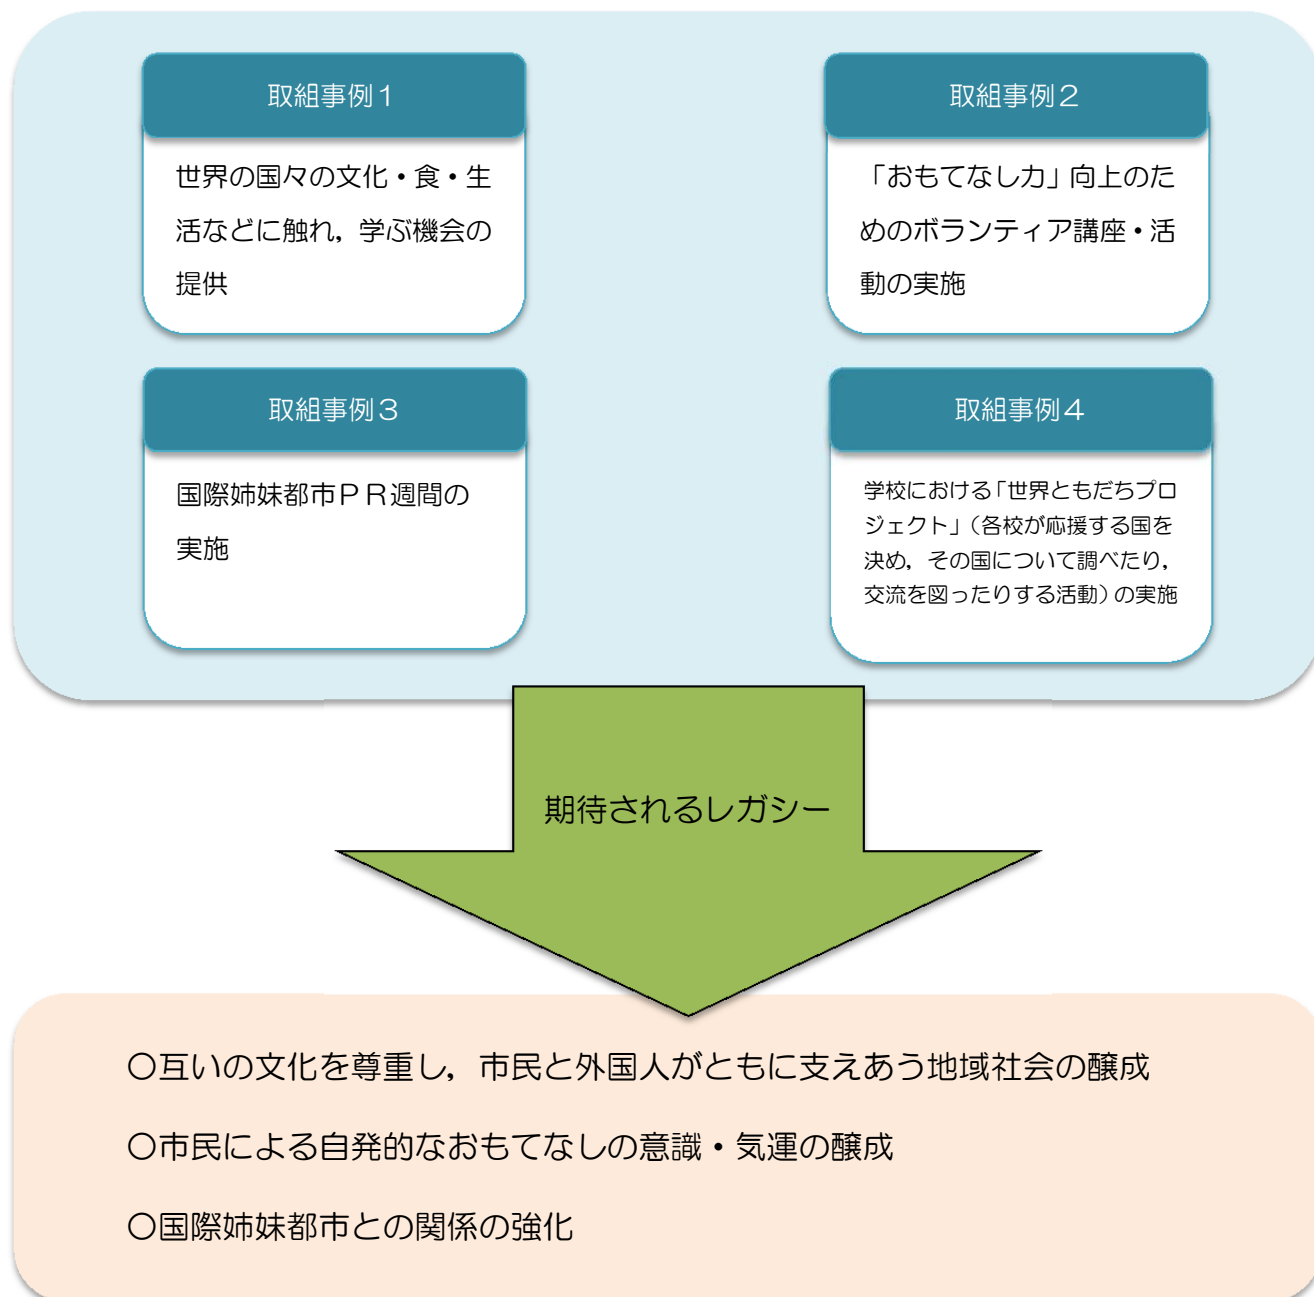 取組事例１
世界の国々の文化・食・生
活などに触れ，学ぶ機会の
提供
取組事例２
「おもてなし力」向上のた
めのボランティア講座・活
動の実施
取組事例３
国際姉妹都市ＰＲ週間の
実施
取組事例４
学校における「世界ともだちプロ
ジェクト」（各校が応援する国を
決め，その国について調べたり，
交流を図ったりする活動）の実施
期待されるレガシー
〇互いの文化を尊重し，市民と外国人がともに支えあう地域社会の醸成
〇市民による自発的なおもてなしの意識・気運の醸成
〇国際姉妹都市との関係の強化